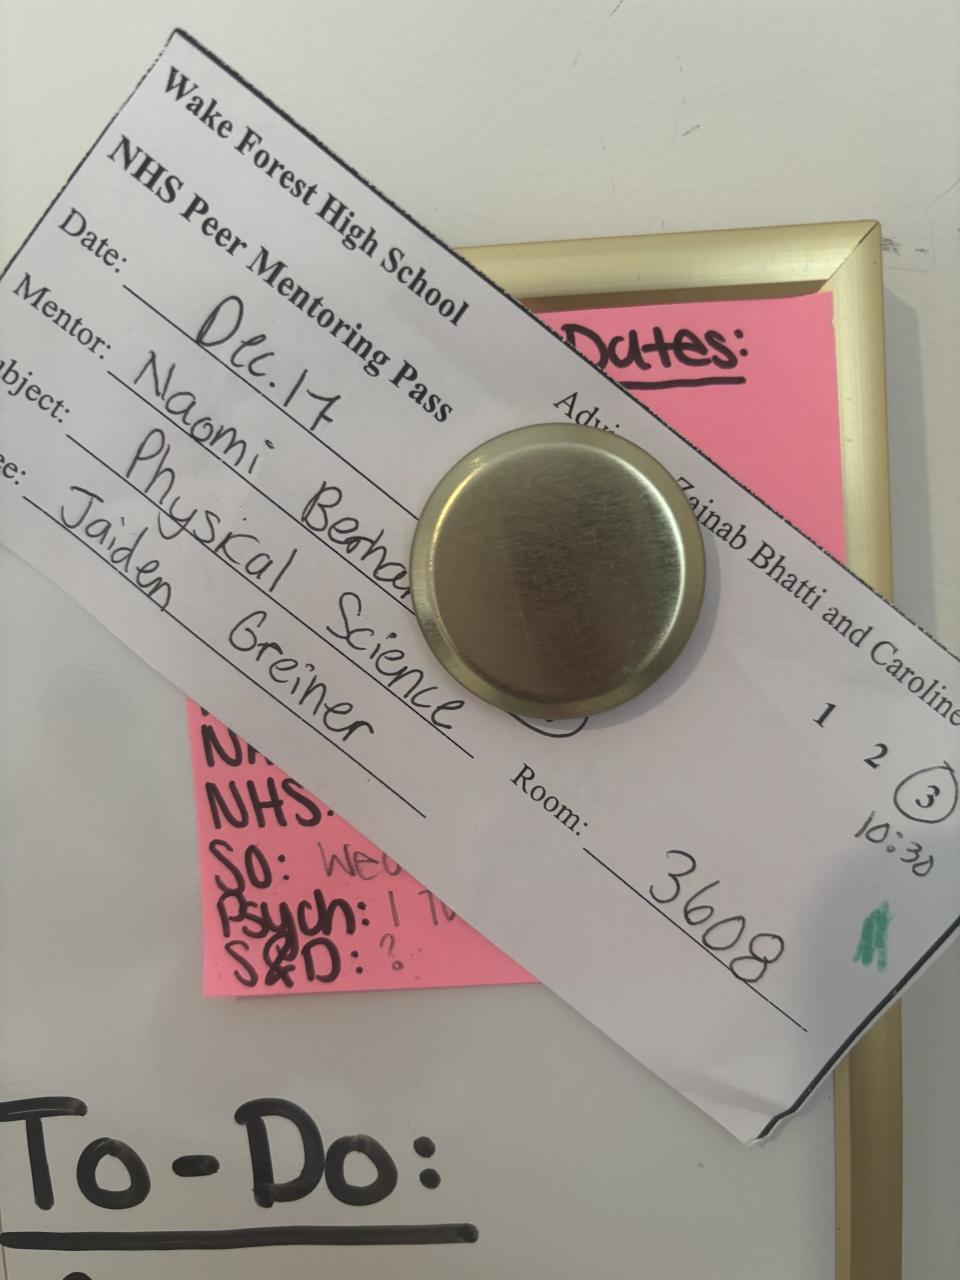 Wake Forest High School
NHS Peer Mentoring Pass
Zainab Bhatti and Caroline
Date: Dec. 17
Mentor: Naomi
1 2 3
10:30
Physical Science
Jaiden Greiner
Room: 3608
Dates:
NHS:
SO:
Psych: 1
S&D: ?
To-Do: